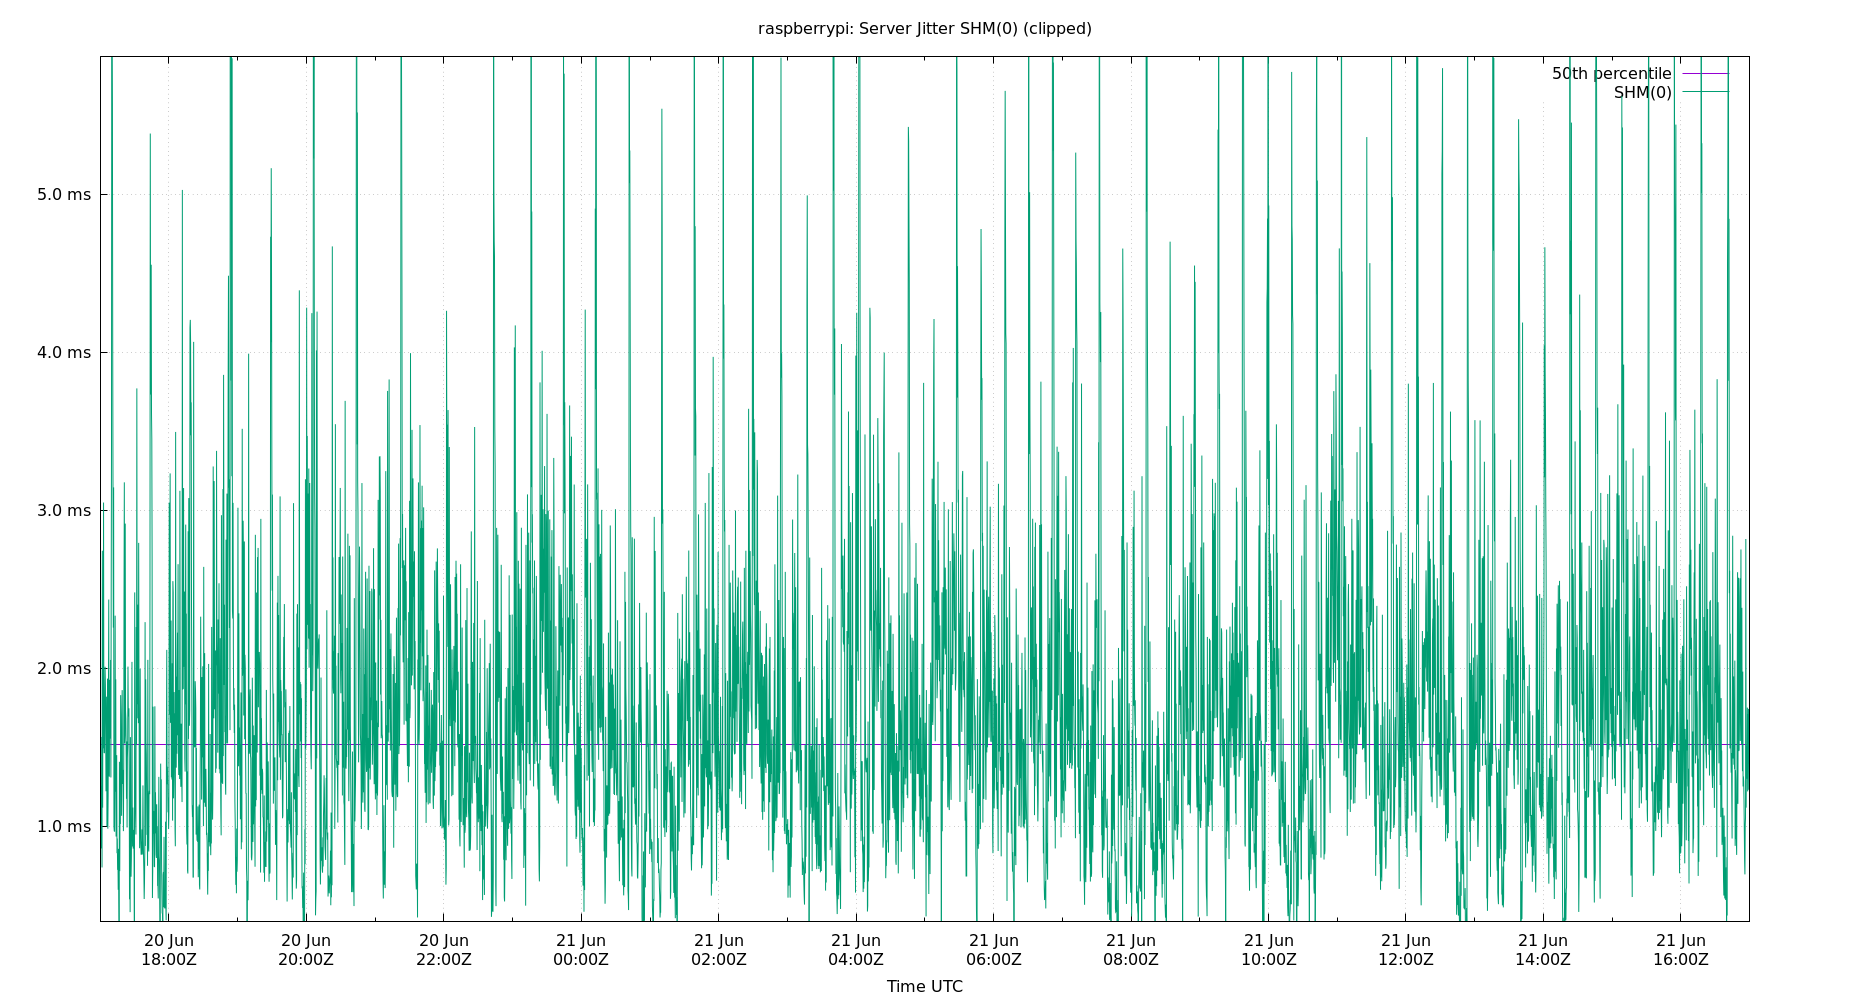 raspberrypi: Server Jitter SHM(0) (clipped)
50th percentile
SHM(0)
5.0 ms
4.0 ms
3.0 ms
2.0 ms
1.0 ms
20 Jun 20 Jun 20 Jun 21 Jun 21 Jun 21 Jun 21 Jun 21 Jun 21 Jun 21 Jun 21 Jun 21 Jun
18:00Z 20:00Z 22:00Z 00:00Z 02:00Z 04:00Z 06:00Z 08:00Z 10:00Z 12:00Z 14:00Z 16:00Z
Time UTC